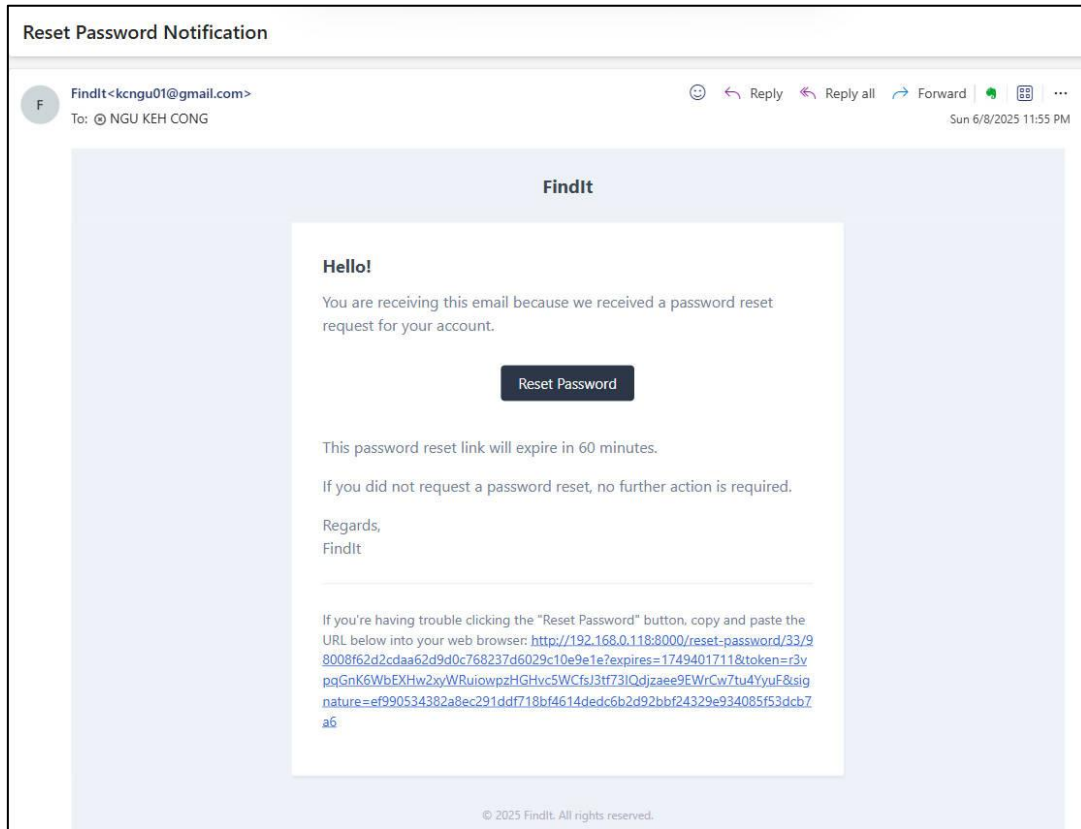 Reset Password Notification
F
FindIt<kcngu01@gmail.com>
Reply
Reply all
Forward
To: NGU KEH CONG
Sun 6/8/2025 11:55 PM
FindIt
Hello!
You are receiving this email because we received a password reset
request for your account.
Reset Password
This password reset link will expire in 60 minutes.
If you did not request a password reset, no further action is required.
Regards,
FindIt
If you're having trouble clicking the "Reset Password" button, copy and paste the
URL below into your web browser: http://192.168.0.118:8000/reset-password/33/9
8008f62d2cdaa62d9d0c768237d6029c10e9e1e?expires=1749401711&token=r3v
pqGnK6WbEXHw2xyWRuiowpzHGHvc5WCfsJ3tf73IQdjzaee9EWrCw7tu4YyuF&sig
nature=ef990534382a8ec291ddf718bf4614dedc6b2d92bbf24329e934085f53dcb7
a6
© 2025 FindIt. All rights reserved.